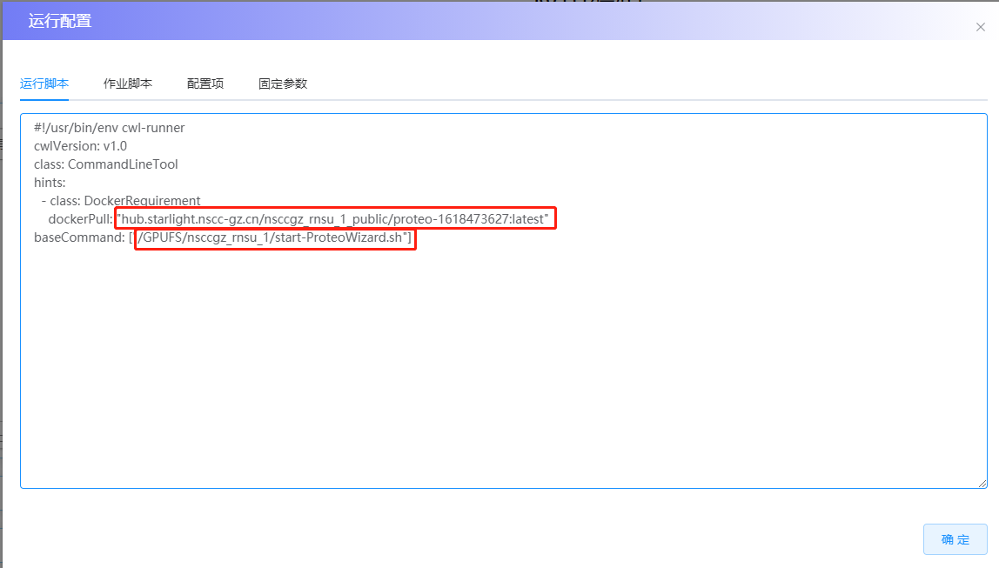 运行配置
运行脚本 作业脚本 配置项 固定参数
#!/usr/bin/env cwl-runner
cwlVersion: v1.0
class: CommandLineTool
hints:
- class: DockerRequirement
dockerPull: "hub.starlight.nscc-gz.cn/nsccgz_rnsu_1_public/proteo-1618473627:latest"
baseCommand: ["/GPUFS/nsccgz_rnsu_1/start-ProteoWizard.sh"]
确 定